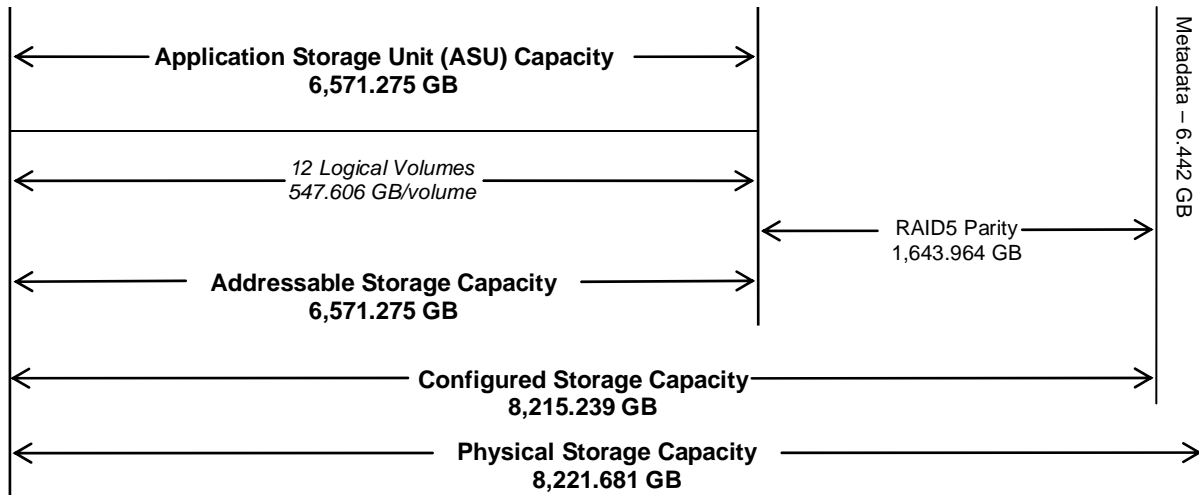 Application Storage Unit (ASU) Capacity
6,571.275 GB
Metadata – 6.442 GB
12 Logical Volumes
547.606 GB/volume
RAID5 Parity
1,643.964 GB
Addressable Storage Capacity
6,571.275 GB
Configured Storage Capacity
8,215.239 GB
Physical Storage Capacity
8,221.681 GB